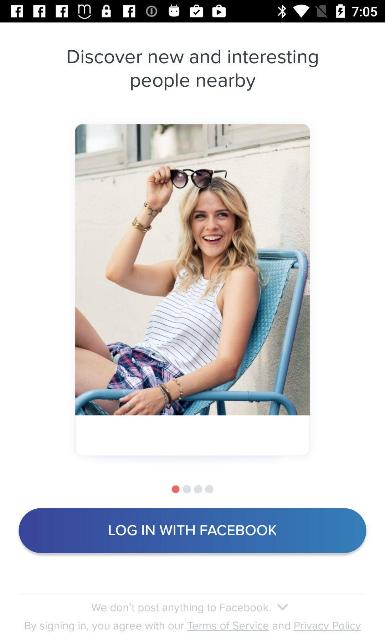 7:05
Discover new and interesting
people nearby
LOG IN WITH FACEBOOK
We don't post anything to Facebook.
By signing in, you agree with our Terms of Service and Privacy Policy